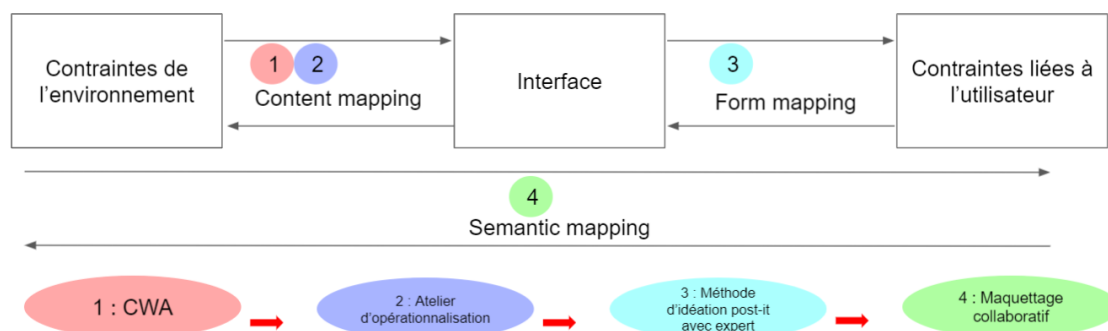 Contraintes de
l'environnement
1
2
Content mapping
Interface
3
Form mapping
Contraintes liées à
l'utilisateur
4
Semantic mapping
1 : CWA
2 : Atelier
d'opérationnalisation
3 : Méthode
d'idéation post-it
avec expert
4 : Maquettage
collaboratif